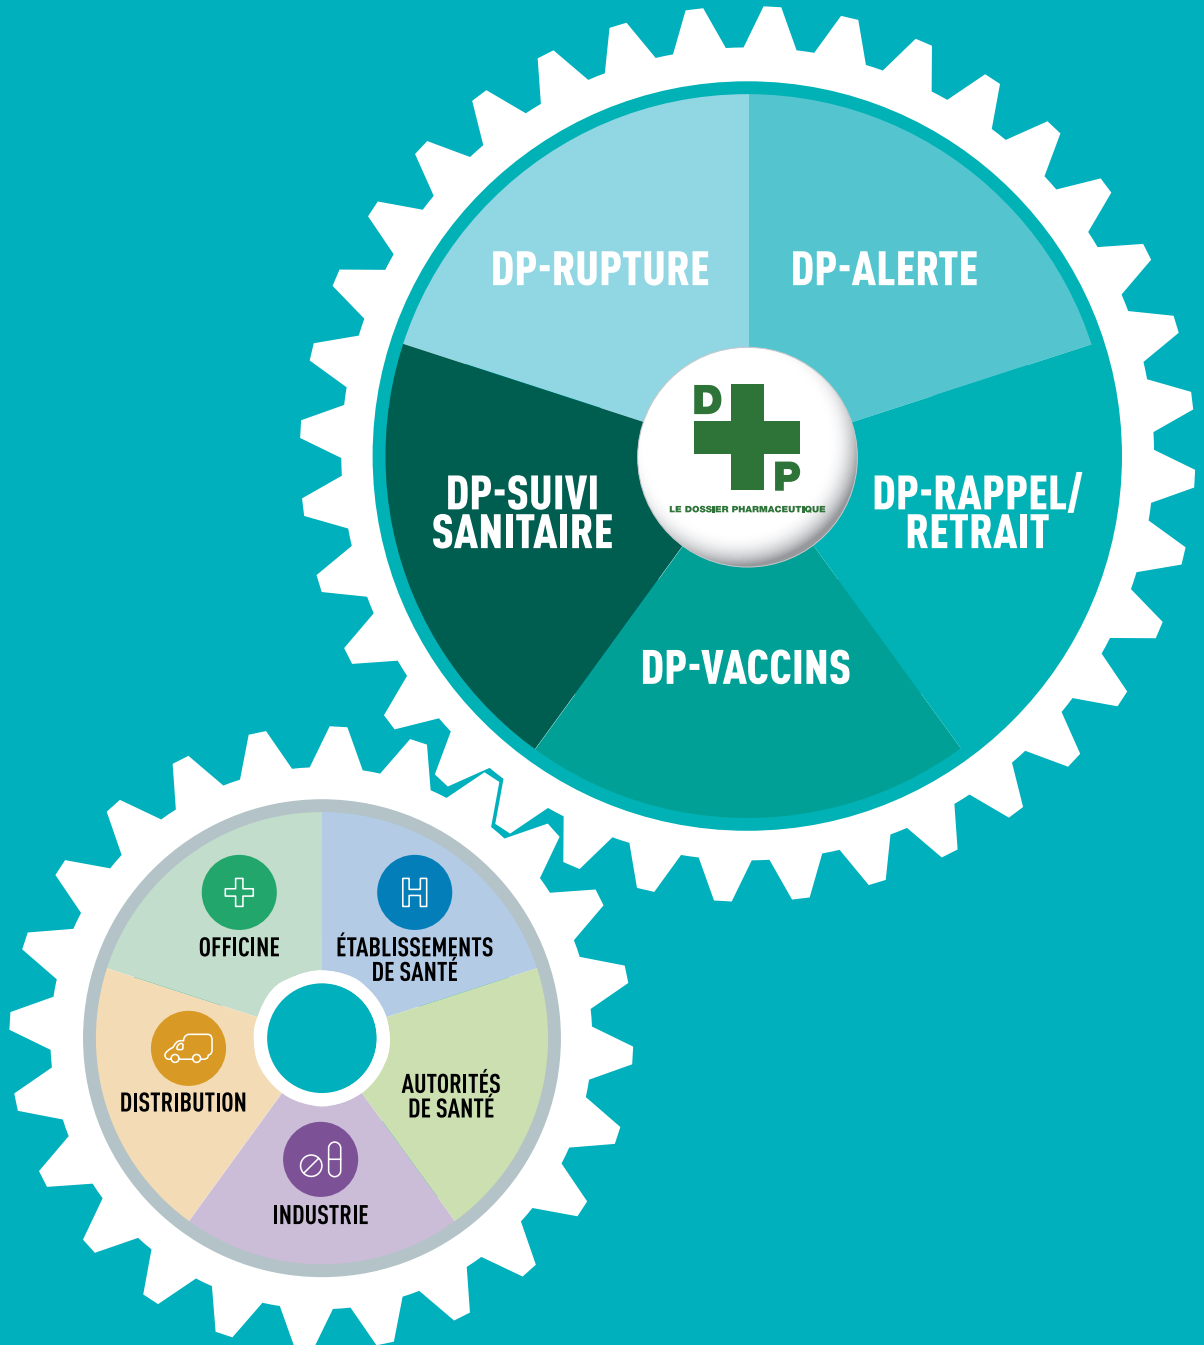 DP-RUPTURE
DP-ALERTE
D
P
LE DOSSIER PHARMACEUTIQUE
DP-SUIVI
SANITAIRE
DP-RAPPEL/
RETRAIT
DP-VACCINS
OFFICINE
H
ÉTABLISSEMENTS
DE SANTÉ
DISTRIBUTION
AUTORITÉS
DE SANTÉ
INDUSTRIE